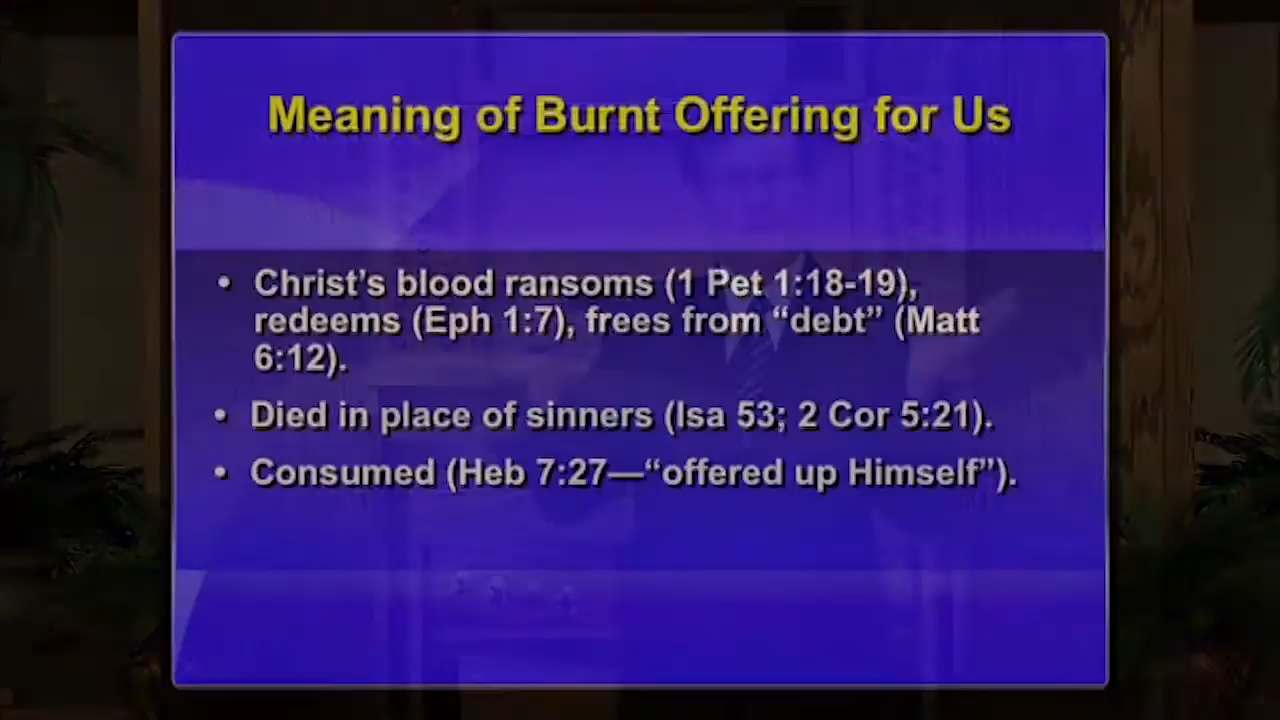 Meaning of Burnt Offering for Us
• Christ’s blood ransoms (1 Pet 1:18-19),
redeems (Eph 1:7), frees from “debt” (Matt
6:12).
• Died in place of sinners (Isa 53; 2 Cor 5:21).
• Consumed (Heb 7:27—“offered up Himself”).